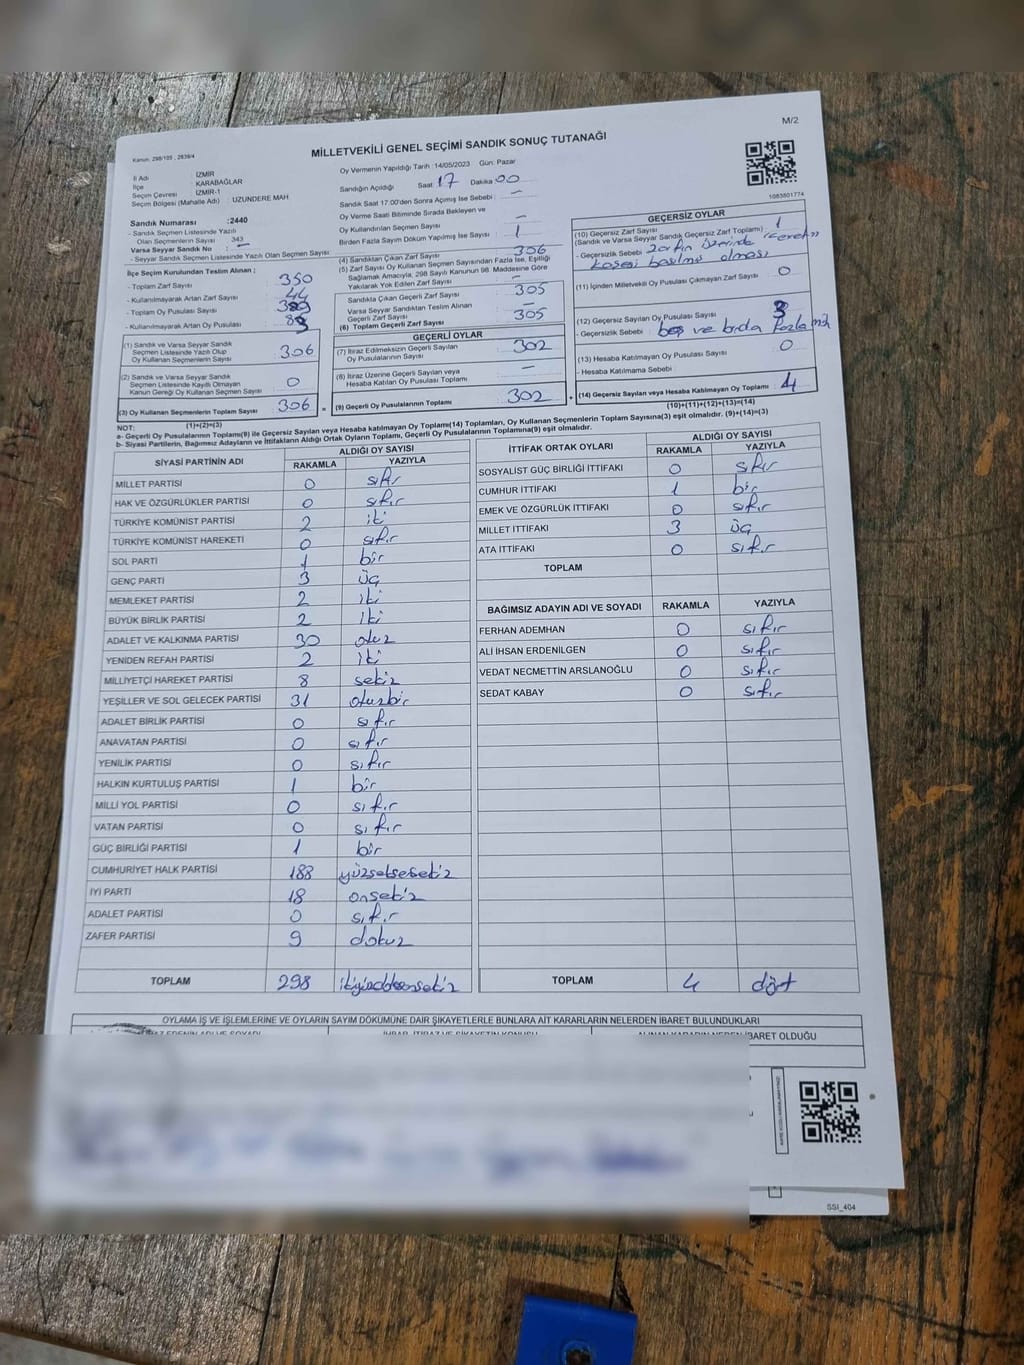 M/2
MİLLETVEKİLİ GENEL SEÇİMİ SANDIK SONUÇ TUTANAĞI
Kanun: 298/105 , 2839/4
İl Adı İZMİR
İlçe KARABAĞLAR
Seçim Çevresi İZMİR-1
Seçim Bölgesi (Mahalle Adı) : UZUNDERE MAH
Sandık Numarası :2440
- Sandık Seçmen Listesinde Yazılı
Olan Seçmenlerin Sayısı 343
Varsa Seyyar Sandık No : -
- Seyyar Sandık Seçmen Listesinde Yazılı Olan Seçmen Sayısı
İlçe Seçim Kurulundan Teslim Alınan ;
- Toplam Zarf Sayısı 350
- Kullanılmayarak Artan Zarf Sayısı 44
- Toplam Oy Pusulası Sayısı
- Kullanılmayarak Artan Oy Pusulası
(1) Sandık ve Varsa Seyyar Sandık
Seçmen Listesinde Yazılı Olup
Oy Kullanan Seçmenlerin Sayısı 306
(2) Sandık ve Varsa Seyyar Sandık
Seçmen Listesinde Kayıtlı Olmayan
Kanun Gereği Oy Kullanan Seçmen Sayısı 0
(3) Oy Kullanan Seçmenlerin Toplam Sayısı 306
(1)+(2)=(3)
Oy Vermenin Yapıldığı Tarih :14/05/2023 Gün: Pazar
Sandığın Açıldığı Saat 17 Dakika 00
Sandık Saat 17:00'den Sonra Açılmış İse Sebebi : -
Oy Verme Saati Bitiminde Sırada Bekleyen ve
Oy Kullandırılan Seçmen Sayısı -
Birden Fazla Sayım Döküm Yapılmış İse Sayısı : 1
(4) Sandıktan Çıkan Zarf Sayısı 306
(5) Zarf Sayısı Oy Kullanan Seçmen Sayısından Fazla İse, Eşitliği
Sağlamak Amacıyla, 298 Sayılı Kanunun 98. Maddesine Göre
Yakılarak Yok Edilen Zarf Sayısı -
Sandıkta Çıkan Geçerli Zarf Sayısı 305
Varsa Seyyar Sandıktan Teslim Alınan
Geçerli Zarf Sayısı -
(6) Toplam Geçerli Zarf Sayısı 305
GEÇERLİ OYLAR
(7) İtiraz Edilmeksizin Geçerli Sayılan
Oy Pusulalarının Sayısı 302
(8) İtiraz Üzerine Geçerli Sayılan veya
Hesaba Katılan Oy Pusulası Toplamı -
(9) Geçerli Oy Pusulalarının Toplamı 302
1083501774
GEÇERSİZ OYLAR
(10) Geçersiz Zarf Sayısı 1
(Sandık ve Varsa Seyyar Sandık Geçersiz Zarf Toplamı)
- Geçersizlik Sebebi zarfın üzerinde
basılmış olması
(11) İçinden Milletvekili Oy Pusulası Çıkmayan Zarf Sayısı 0
(12) Geçersiz Sayılan Oy Pusulası Sayısı 3
- Geçersizlik Sebebi : boş ve birden fazla
(13) Hesaba Katılmayan Oy Pusulası Sayısı 0
- Hesaba Katılmama Sebebi
(14) Geçersiz Sayılan veya Hesaba Katılmayan Oy Toplamı 4
(10)+(11)+(12)+(13)=(14)
NOT:
a- Geçerli Oy Pusulalarının Toplamı(9) ile Geçersiz Sayılan veya Hesaba Katılmayan Oy Toplamı(14) Toplamları, Oy Kullanan Seçmenlerin Toplam Sayısına(3) eşit olmalıdır. (9)+(14)=(3)
b- Siyasi Partilerin, Bağımsız Adayların ve İttifakların Aldığı Ortak Oyların Toplamı, Geçerli Oy Pusulalarının Toplamına(9) eşit olmalıdır.
SİYASİ PARTİNİN ADI ALDIĞI OY SAYISI
RAKAMLA YAZIYLA
MİLLET PARTİSİ 0 sıfır
HAK VE ÖZGÜRLÜKLER PARTİSİ 0 sıfır
TÜRKİYE KOMÜNİST PARTİSİ 2 iki
TÜRKİYE KOMÜNİST HAREKETİ 0 sıfır
SOL PARTİ 1 bir
GENÇ PARTİ 3 üç
MEMLEKET PARTİSİ 2 iki
BÜYÜK BİRLİK PARTİSİ 2 iki
ADALET VE KALKINMA PARTİSİ 30 otuz
YENİDEN REFAH PARTİSİ 2 iki
MİLLİYETÇİ HAREKET PARTİSİ 8 sekiz
YEŞİLLER VE SOL GELECEK PARTİSİ 31 otuzbir
ADALET BİRLİK PARTİSİ 0 sıfır
ANAVATAN PARTİSİ 0 sıfır
YENİLİK PARTİSİ 0 sıfır
HALKIN KURTULUŞ PARTİSİ 1 bir
MİLLİ YOL PARTİSİ 0 sıfır
VATAN PARTİSİ 0 sıfır
GÜÇ BİRLİĞİ PARTİSİ 1 bir
CUMHURİYET HALK PARTİSİ 188 yüzseksesekiz
İYİ PARTİ 18 onsekiz
ADALET PARTİSİ 0 sıfır
ZAFER PARTİSİ 9 dokuz
TOPLAM 298
İTTİFAK ORTAK OYLARI ALDIĞI OY SAYISI
RAKAMLA YAZIYLA
SOSYALİST GÜÇ BİRLİĞİ İTTİFAKI 0 sıfır
CUMHUR İTTİFAKI 1 bir
EMEK VE ÖZGÜRLÜK İTTİFAKI 0 sıfır
MİLLET İTTİFAKI 3 üç
ATA İTTİFAKI 0 sıfır
TOPLAM
BAĞIMSIZ ADAYIN ADI VE SOYADI RAKAMLA YAZIYLA
FERHAN ADEMHAN 0 sıfır
ALİ İHSAN ERDENİLGEN 0 sıfır
VEDAT NECMETTİN ARSLANOĞLU 0 sıfır
SEDAT KABAY 0 sıfır
TOPLAM 4 dört
OYLAMA İŞ VE İŞLEMLERİNE VE OYLARIN SAYIM DÖKÜMÜNE DAİR ŞİKAYETLERLE BUNLARA AİT KARARLARIN NELERDEN İBARET BULUNDUKLARI
İHBAR, İTİRAZ VE ŞİKAYETİN KONUSU ALINAN KARARIN NEDEN İBARET OLDUĞU
SSI_404